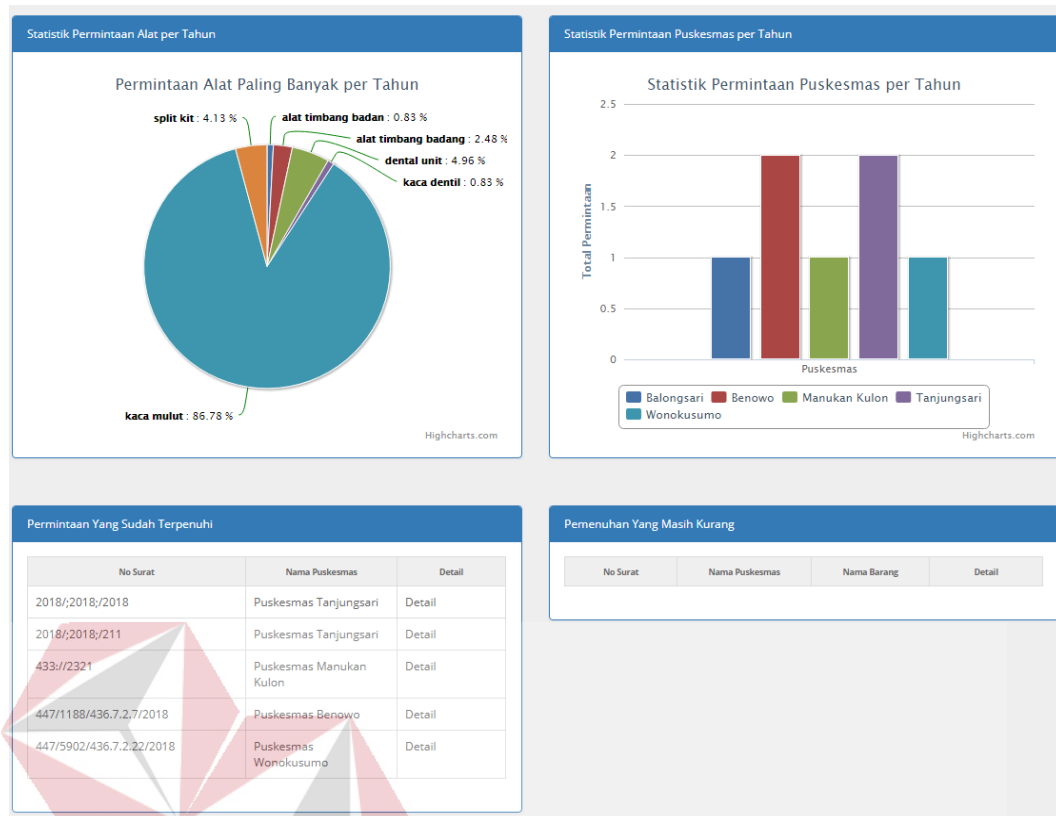 Statistik Permintaan Alat per Tahun
Permintaan Alat Paling Banyak per Tahun
split kit : 4.13 %
alat timbang badan : 0.83 %
alat timbang badang : 2.48 %
dental unit : 4.96 %
kaca dentil : 0.83 %
kaca mulut : 86.78 %
Highcharts.com
Statistik Permintaan Puskesmas per Tahun
Statistik Permintaan Puskesmas per Tahun
Total Permintaan
2.5
2
1.5
1
0.5
0
Puskesmas
Balongsari Benowo Manukan Kulon Tanjungsari
Wonokusumo
Highcharts.com
Permintaan Yang Sudah Terpenuhi
No Surat Nama Puskesmas Detail
2018/;2018;/2018 Puskesmas Tanjungsari Detail
2018/;2018;/211 Puskesmas Tanjungsari Detail
433://2321 Puskesmas Manukan Detail
Kulon
447/1188/436.7.2.7/2018 Puskesmas Benowo Detail
447/5902/436.7.2.22/2018 Puskesmas Detail
Wonokusumo
Pemenuhan Yang Masih Kurang
No Surat Nama Puskesmas Nama Barang Detail